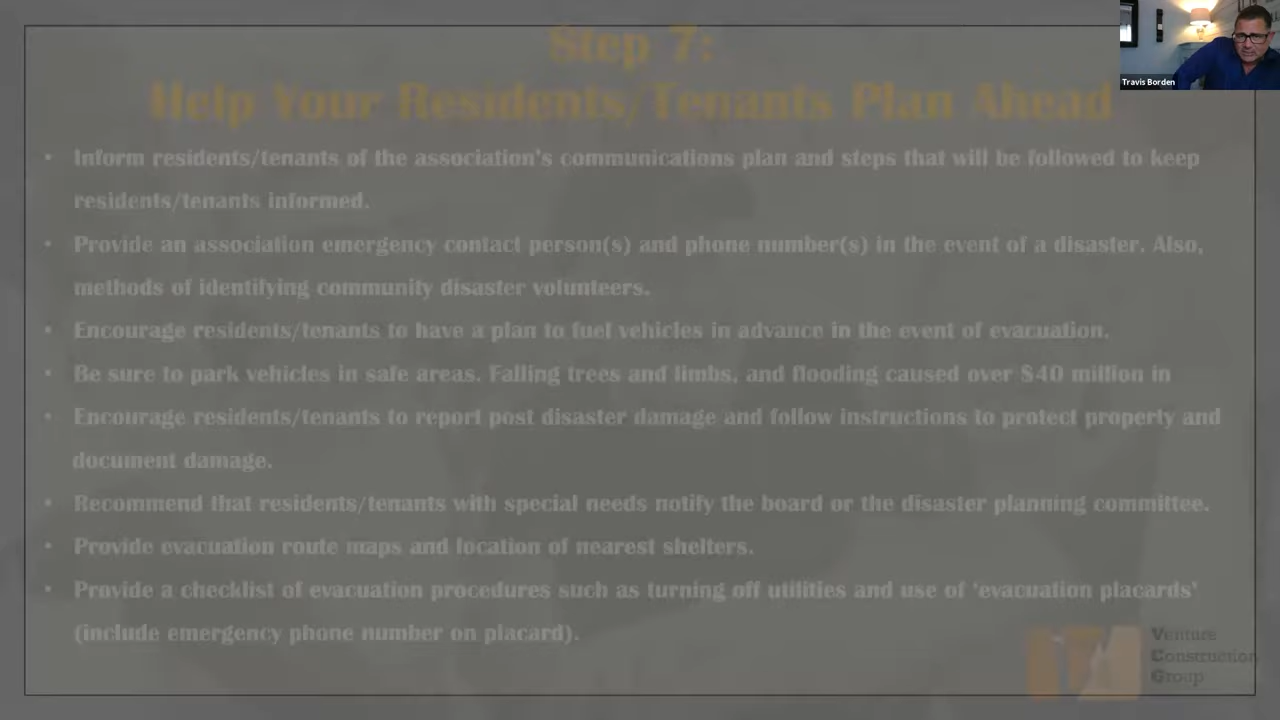 Step 7:
Help Your Residents/Tenants Plan Ahead
• Inform residents/tenants of the association's communications plan and steps that will be followed to keep
residents/tenants informed.
• Provide an association emergency contact person(s) and phone number(s) in the event of a disaster. Also,
methods of identifying community disaster volunteers.
• Encourage residents/tenants to have a plan to fuel vehicles in advance in the event of evacuation.
• Be sure to park vehicles in safe areas. Falling trees and limbs, and flooding caused over $40 million in
• Encourage residents/tenants to report post disaster damage and follow instructions to protect property and
document damage.
• Recommend that residents/tenants with special needs notify the board or the disaster planning committee.
• Provide evacuation route maps and location of nearest shelters.
• Provide a checklist of evacuation procedures such as turning off utilities and use of 'evacuation placards'
(include emergency phone number on placard).
Travis Borden
Venture
Construction
Group